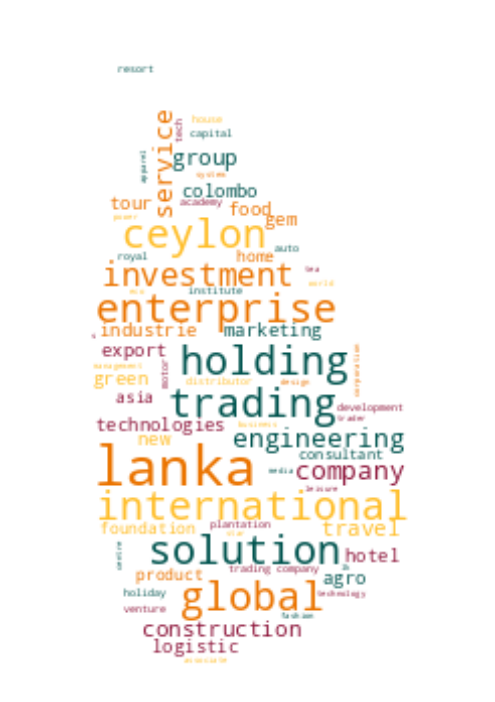 resort
service
tech
house
capital
apparel
group
system
colombo
academy
tour
food
power
gem
ceylon
auto
royal
home
investment
tea
world
institute
enterprise
industrie
marketing
export
holding
corporation
management
motor
green
distributor
design
asia
trading
development
trader
technologies
business
new
engineering
consultant
lanka
media
company
leisure
international
foundation
plantation
travel
star
solution
centre
hotel
trading company
product
agro
holiday
global
technology
venture
fashion
construction
logistic
associate